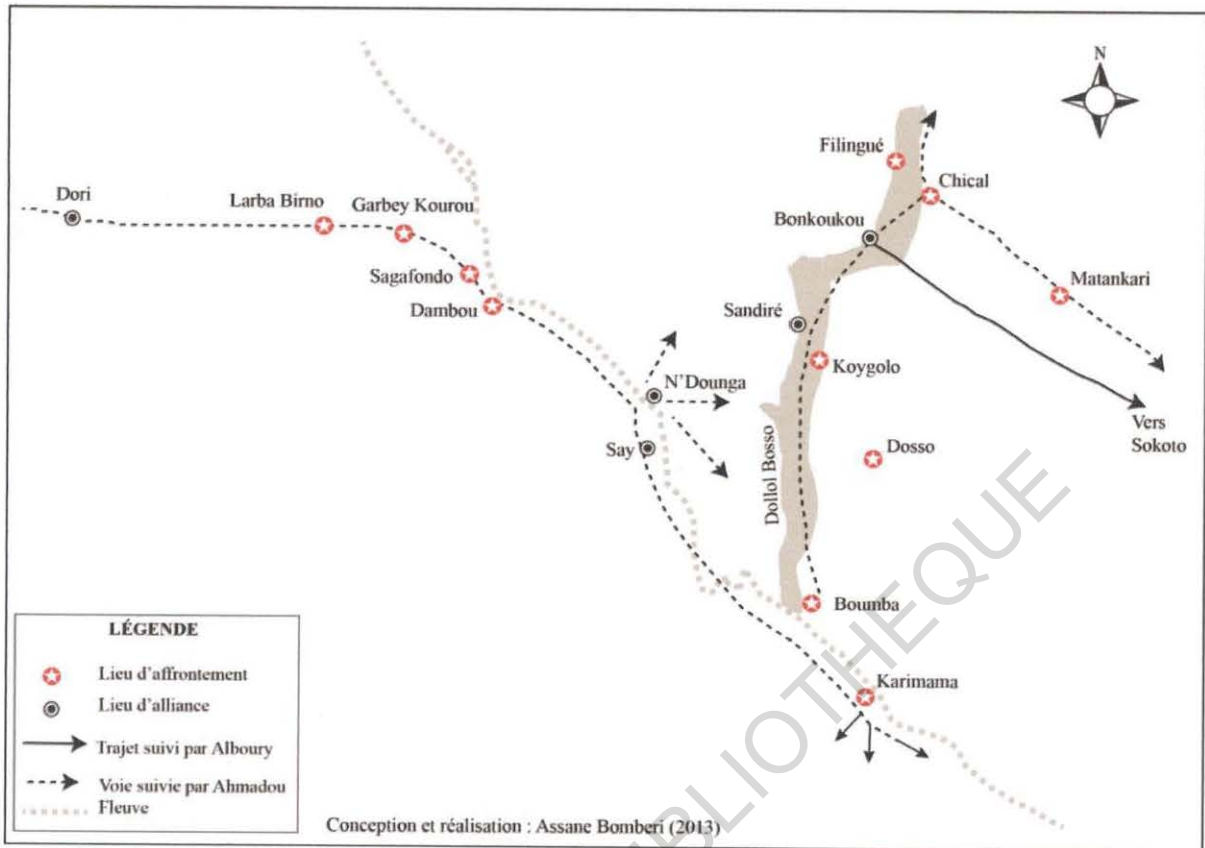 N
Filingué
Chical
Dori
Larba Birno
Garbey Kourou
Bonkoukou
Sagafondo
Matankari
Dambou
Sandiré
Koygolo
N'Dounga
Vers
Sokoto
Say
Dosso
Dollol Bosso
Boumba
Karimama
LÉGENDE
Lieu d'affrontement
Lieu d'alliance
Trajet suivi par Alboury
Voie suivie par Ahmadou
Fleuve
Conception et réalisation : Assane Bomberi (2013)
BIBLIOTHEQUE